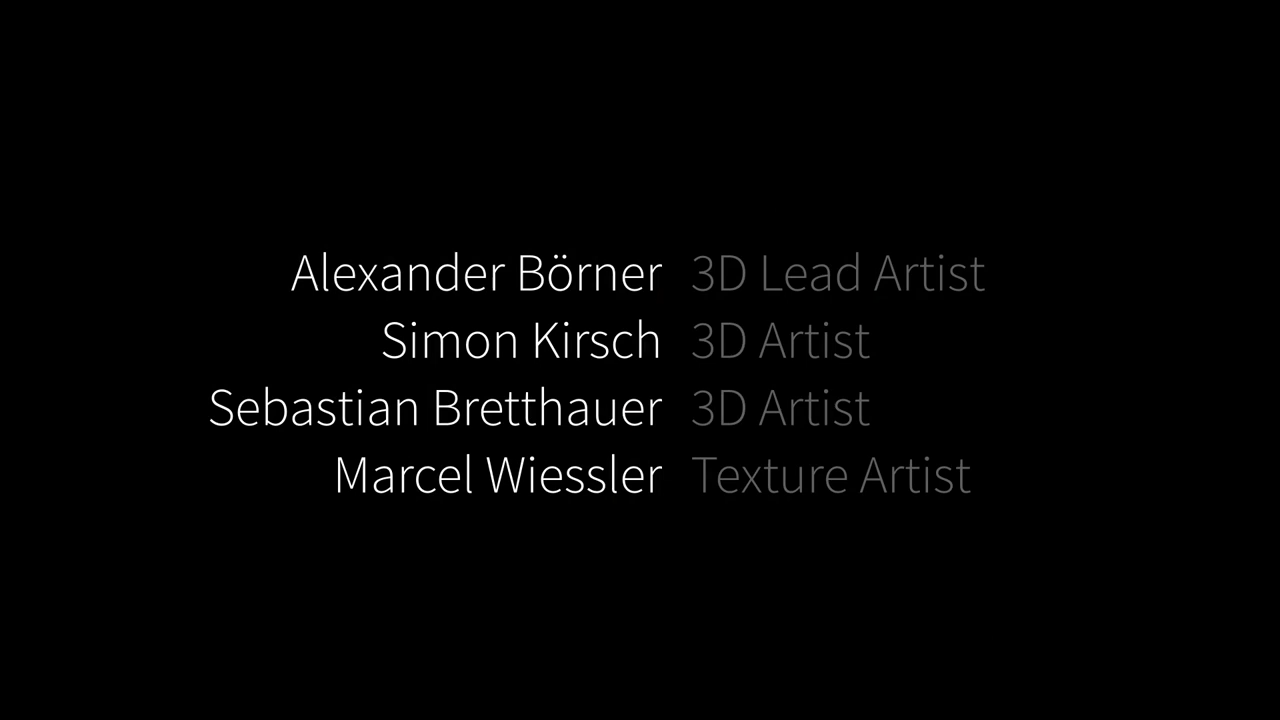 Alexander Börner 3D Lead Artist
Simon Kirsch 3D Artist
Sebastian Bretthauer 3D Artist
Marcel Wiessler Texture Artist